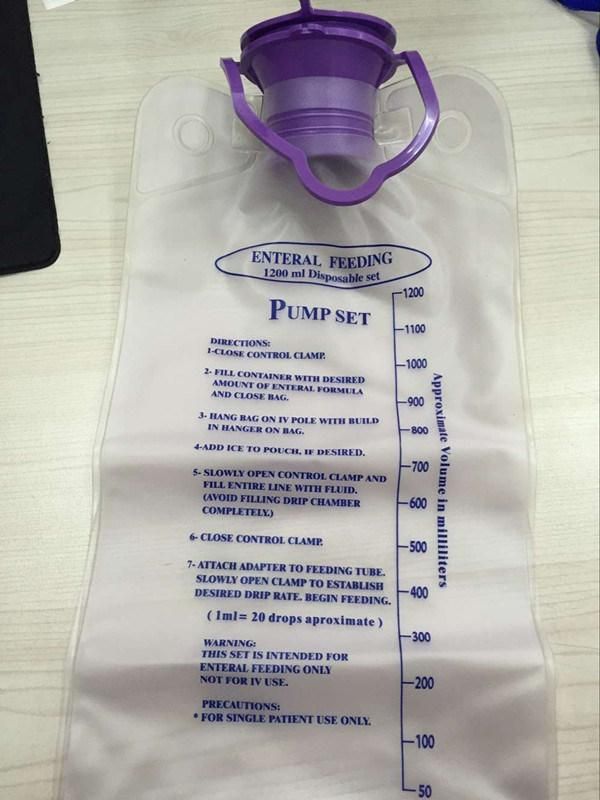 ENTERAL FEEDING
1200 ml Disposable set
PUMP SET
DIRECTIONS:
1-CLOSE CONTROL CLAMP.
2- FILL CONTAINER WITH DESIRED
AMOUNT OF ENTERAL FORMULA
AND CLOSE BAG.
3- HANG BAG ON IV POLE WITH BUILD
IN HANGER ON BAG.
4-ADD ICE TO POUCH, IF DESIRED.
5- SLOWLY OPEN CONTROL CLAMP AND
FILL ENTIRE LINE WITH FLUID.
(AVOID FILLING DRIP CHAMBER
COMPLETELY.)
6- CLOSE CONTROL CLAMP.
7- ATTACH ADAPTER TO FEEDING TUBE.
SLOWLY OPEN CLAMP TO ESTABLISH
DESIRED DRIP RATE. BEGIN FEEDING.
( 1ml= 20 drops aproximate )
WARNING:
THIS SET IS INTENDED FOR
ENTERAL FEEDING ONLY
NOT FOR IV USE.
PRECAUTIONS:
* FOR SINGLE PATIENT USE ONLY.
1200
1100
1000
900
800
700
600
500
400
300
200
100
50
Approximate Volume in milliliters